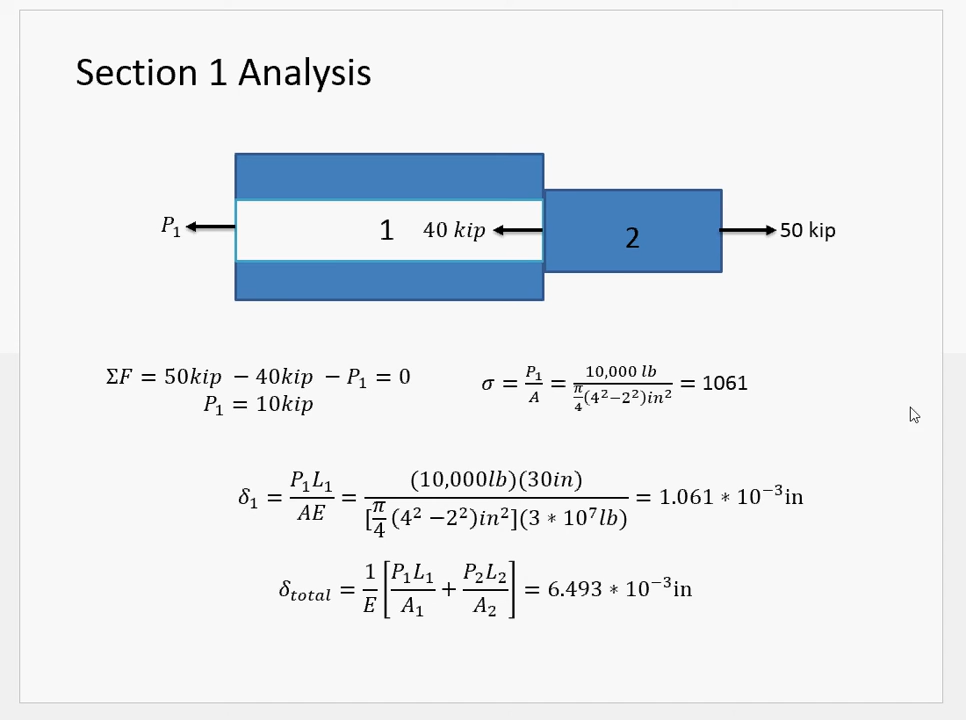 Section 1 Analysis
P₁ 1 40 kip 2 50 kip
ΣF = 50kip − 40kip − P₁ = 0
P₁ = 10kip
σ = P₁/A = 10,000 lb / π/4(4²−2²)in² = 1061
δ₁ = P₁L₁/AE = (10,000lb)(30in) / [π/4 (4² −2²)in²](3 * 10⁷lb) = 1.061 * 10⁻³in
δtotal = 1/E [P₁L₁/A₁ + P₂L₂/A₂] = 6.493 * 10⁻³in